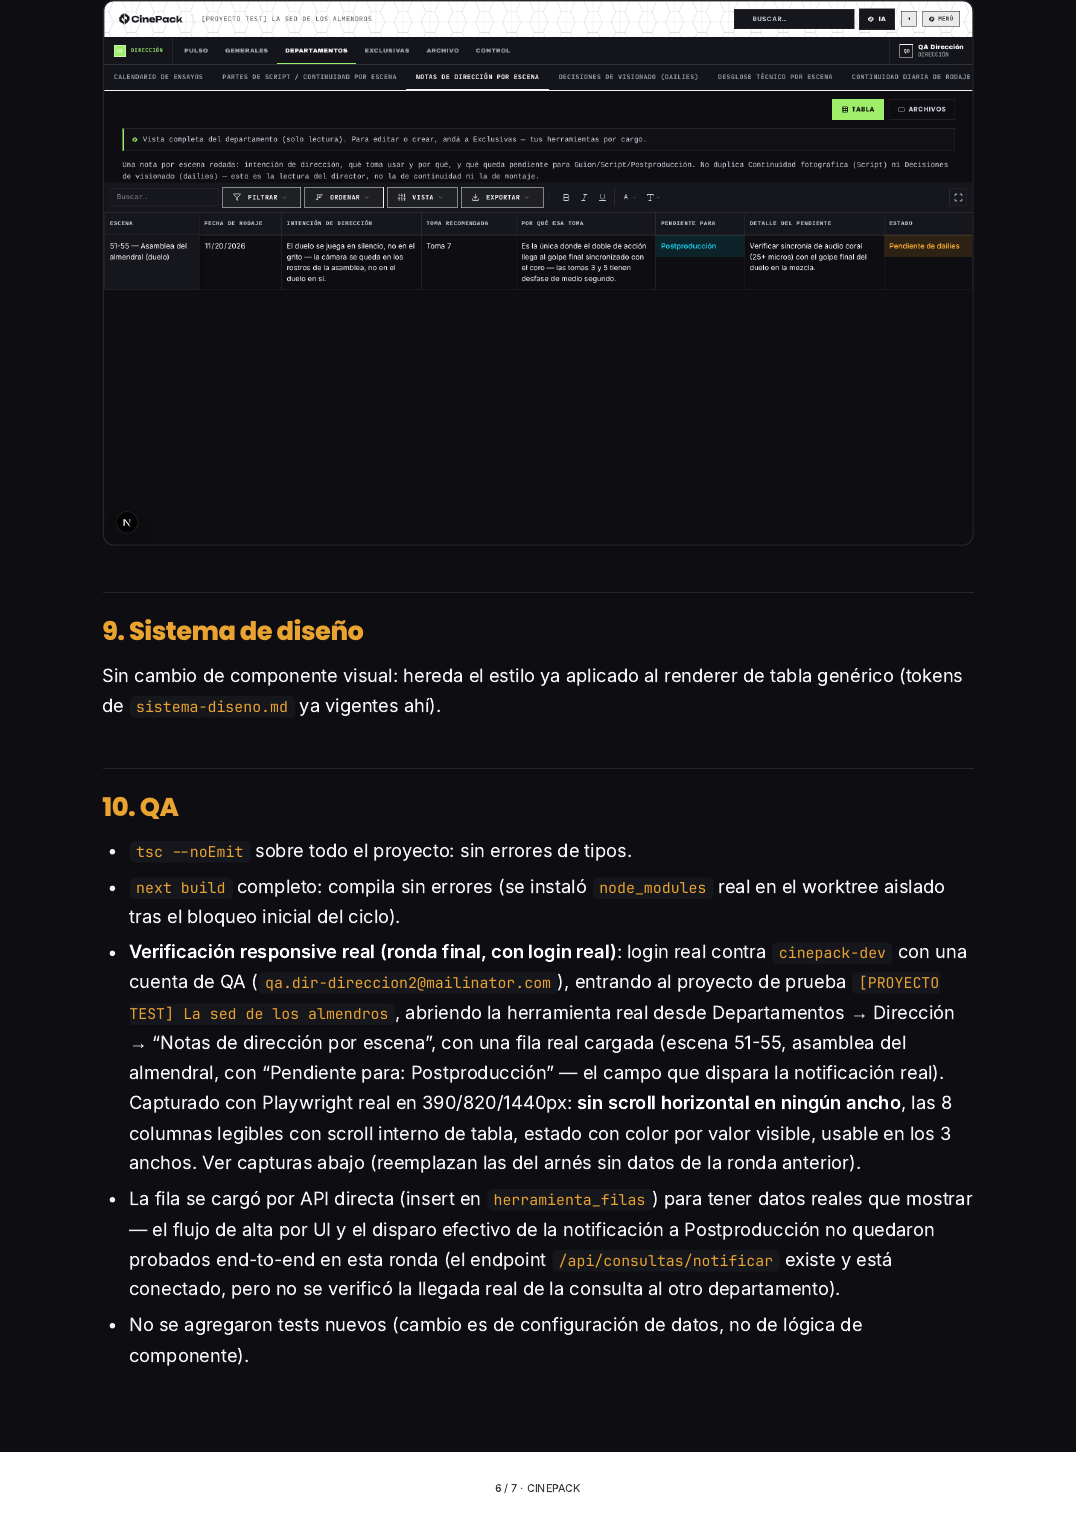 CinePack [PROYECTO TEST] LA SED DE LOS ALMENDROS BUSCAR… IA MENÚ
DIRECCIÓN PULSO GENERALES DEPARTAMENTOS EXCLUSIVAS ARCHIVO CONTROL QD QA Dirección
DIRECCIÓN
CALENDARIO DE ENSAYOS PARTES DE SCRIPT / CONTINUIDAD POR ESCENA NOTAS DE DIRECCIÓN POR ESCENA DECISIONES DE VISIONADO (DAILIES) DESGLOSE TÉCNICO POR ESCENA CONTINUIDAD DIARIA DE RODAJE
TABLA ARCHIVOS
Vista completa del departamento (solo lectura). Para editar o crear, andá a Exclusivas — tus herramientas por cargo.
Una nota por escena rodada: intención de dirección, qué toma usar y por qué, y qué queda pendiente para Guion/Script/Postproducción. No duplica Continuidad fotográfica (Script) ni Decisiones
de visionado (dailies) — esto es la lectura del director, no la de continuidad ni la de montaje.
Buscar… FILTRAR ORDENAR VISTA EXPORTAR B I U A T
ESCENA FECHA DE RODAJE INTENCIÓN DE DIRECCIÓN TOMA RECOMENDADA POR QUÉ ESA TOMA PENDIENTE PARA DETALLE DEL PENDIENTE ESTADO
51-55 — Asamblea del almendral (duelo)
11/20/2026
El duelo se juega en silencio, no en el
grito — la cámara se queda en los
rostros de la asamblea, no en el
duelo en sí.
Toma 7
Es la única donde el doble de acción
llega al golpe final sincronizado con
el coro — las tomas 3 y 5 tienen
desfase de medio segundo.
Postproducción
Verificar sincronía de audio coral
(25+ micros) con el golpe final del
duelo en la mezcla.
Pendiente de dailies
N
9. Sistema de diseño
Sin cambio de componente visual: hereda el estilo ya aplicado al renderer de tabla genérico (tokens
de sistema-diseno.md ya vigentes ahí).
10. QA
• tsc --noEmit sobre todo el proyecto: sin errores de tipos.
• next build completo: compila sin errores (se instaló node_modules real en el worktree aislado
tras el bloqueo inicial del ciclo).
• Verificación responsive real (ronda final, con login real): login real contra cinepack-dev con una
cuenta de QA ( qa.dir-direccion2@mailinator.com ), entrando al proyecto de prueba [PROYECTO
TEST] La sed de los almendros , abriendo la herramienta real desde Departamentos → Dirección
→ “Notas de dirección por escena”, con una fila real cargada (escena 51-55, asamblea del
almendral, con “Pendiente para: Postproducción” — el campo que dispara la notificación real).
Capturado con Playwright real en 390/820/1440px: sin scroll horizontal en ningún ancho, las 8
columnas legibles con scroll interno de tabla, estado con color por valor visible, usable en los 3
anchos. Ver capturas abajo (reemplazan las del arnés sin datos de la ronda anterior).
• La fila se cargó por API directa (insert en herramienta_filas ) para tener datos reales que mostrar
— el flujo de alta por UI y el disparo efectivo de la notificación a Postproducción no quedaron
probados end-to-end en esta ronda (el endpoint /api/consultas/notificar existe y está
conectado, pero no se verificó la llegada real de la consulta al otro departamento).
• No se agregaron tests nuevos (cambio es de configuración de datos, no de lógica de
componente).
6 / 7 · CINEPACK